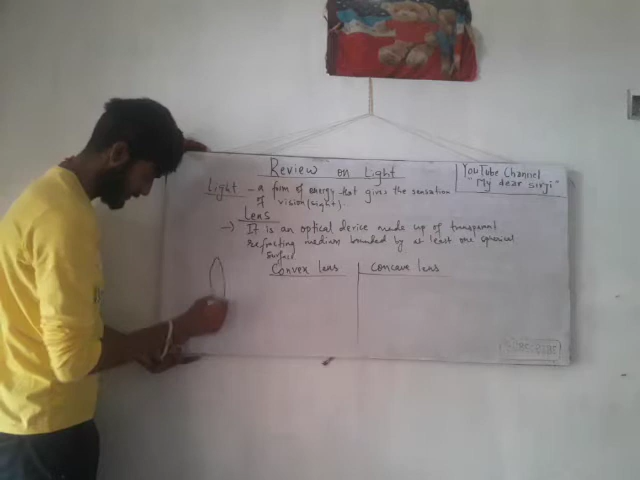 Review on Light
YouTube Channel
"My dear sirji"
Light - a form of energy that gives the sensation
of vision (sight).
Lens
→ It is an optical device made up of transparent
refracting medium bounded by at least one spherical
surface
Convex lens
Concave lens